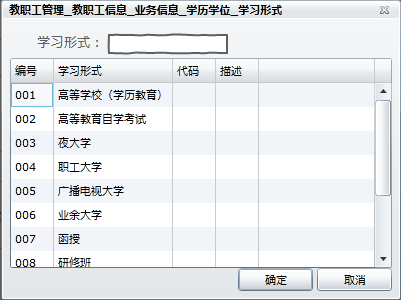 教职工管理_教职工信息_业务信息_学历学位_学习形式
学习形式：
编号 学习形式 代码 描述
001 高等学校（学历教育）
002 高等教育自学考试
003 夜大学
004 职工大学
005 广播电视大学
006 业余大学
007 函授
008 研修班
确定 取消